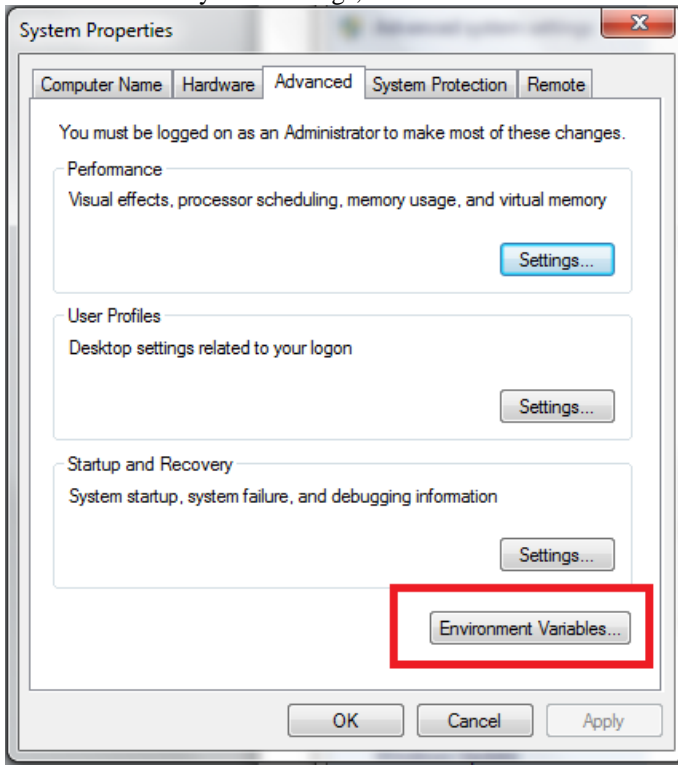 System Properties
Advanced system settings
Computer Name Hardware Advanced System Protection Remote
You must be logged on as an Administrator to make most of these changes.
Performance
Visual effects, processor scheduling, memory usage, and virtual memory
Settings...
User Profiles
Desktop settings related to your logon
Settings...
Startup and Recovery
System startup, system failure, and debugging information
Settings...
Environment Variables...
OK Cancel Apply